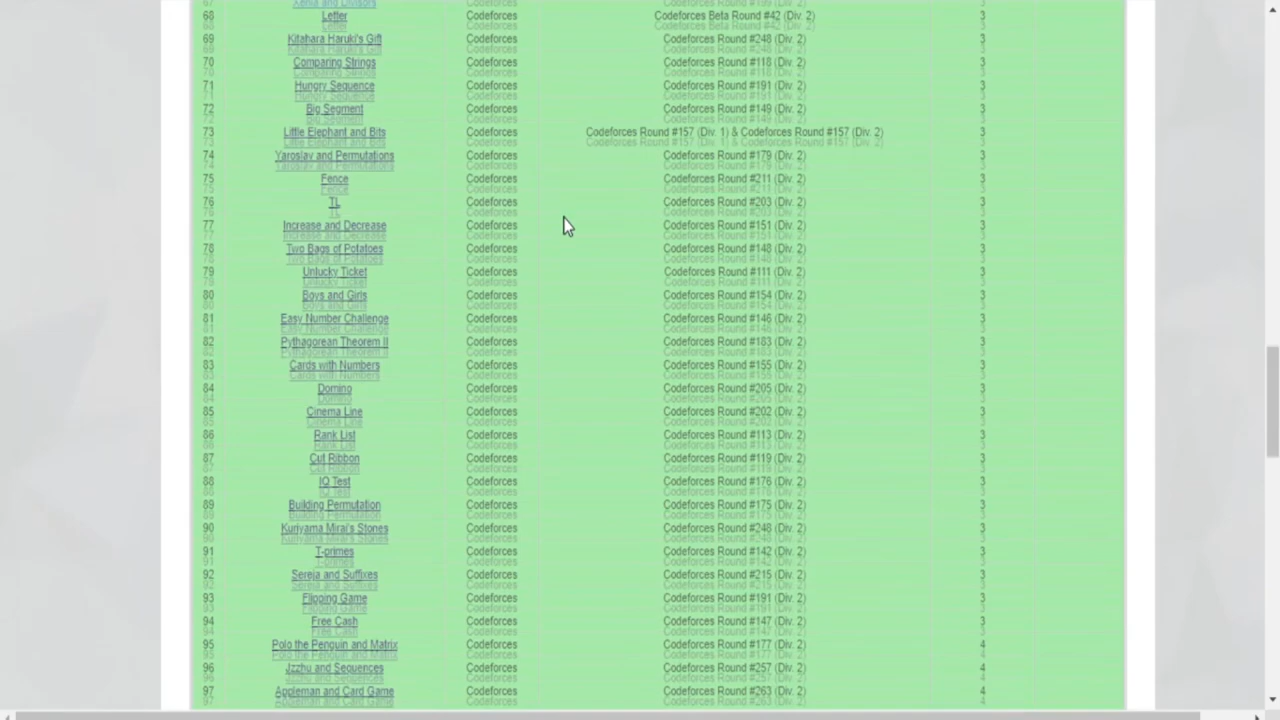 67 Xenia and Divisors Codeforces Codeforces Round #199 (Div. 2) 3
68 Letter Codeforces Codeforces Beta Round #42 (Div. 2) 3
69 Kitahara Haruki's Gift Codeforces Codeforces Round #248 (Div. 2) 3
70 Comparing Strings Codeforces Codeforces Round #118 (Div. 2) 3
71 Hungry Sequence Codeforces Codeforces Round #191 (Div. 2) 3
72 Big Segment Codeforces Codeforces Round #149 (Div. 2) 3
73 Little Elephant and Bits Codeforces Codeforces Round #157 (Div. 1) & Codeforces Round #157 (Div. 2) 3
74 Yaroslav and Permutations Codeforces Codeforces Round #179 (Div. 2) 3
75 Fence Codeforces Codeforces Round #211 (Div. 2) 3
76 TL Codeforces Codeforces Round #203 (Div. 2) 3
77 Increase and Decrease Codeforces Codeforces Round #151 (Div. 2) 3
78 Two Bags of Potatoes Codeforces Codeforces Round #148 (Div. 2) 3
79 Unlucky Ticket Codeforces Codeforces Round #111 (Div. 2) 3
80 Boys and Girls Codeforces Codeforces Round #154 (Div. 2) 3
81 Easy Number Challenge Codeforces Codeforces Round #146 (Div. 2) 3
82 Pythagorean Theorem II Codeforces Codeforces Round #183 (Div. 2) 3
83 Cards with Numbers Codeforces Codeforces Round #155 (Div. 2) 3
84 Domino Codeforces Codeforces Round #205 (Div. 2) 3
85 Cinema Line Codeforces Codeforces Round #202 (Div. 2) 3
86 Rank List Codeforces Codeforces Round #113 (Div. 2) 3
87 Cut Ribbon Codeforces Codeforces Round #119 (Div. 2) 3
88 IQ Test Codeforces Codeforces Round #176 (Div. 2) 3
89 Building Permutation Codeforces Codeforces Round #175 (Div. 2) 3
90 Kuriyama Mirai's Stones Codeforces Codeforces Round #248 (Div. 2) 3
91 T-primes Codeforces Codeforces Round #142 (Div. 2) 3
92 Sereja and Suffixes Codeforces Codeforces Round #215 (Div. 2) 3
93 Flipping Game Codeforces Codeforces Round #191 (Div. 2) 3
94 Free Cash Codeforces Codeforces Round #147 (Div. 2) 3
95 Polo the Penguin and Matrix Codeforces Codeforces Round #177 (Div. 2) 4
96 Jzzhu and Sequences Codeforces Codeforces Round #257 (Div. 2) 4
97 Appleman and Card Game Codeforces Codeforces Round #263 (Div. 2) 4